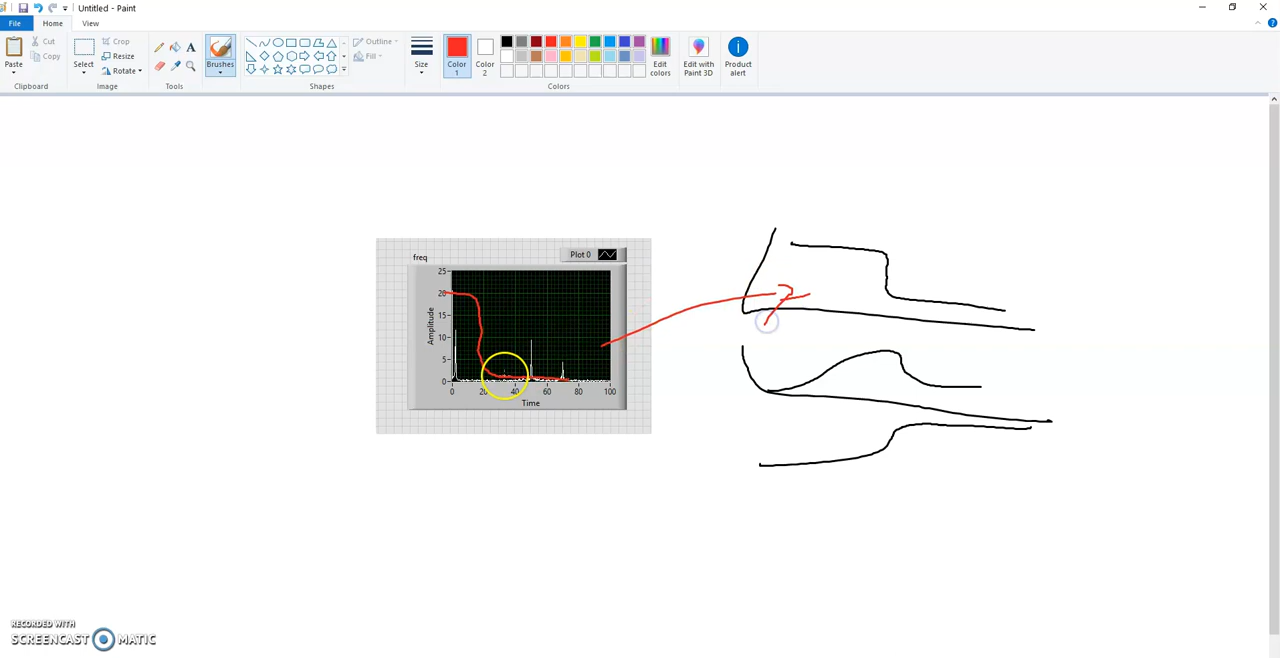 Untitled - Paint
File Home View
Paste
Cut
Copy
Clipboard
Select
Crop
Resize
Rotate
Image
A
Tools
Brushes
Outline
Fill
Shapes
Size
Color
1
Color
2
Colors
Edit
colors
Edit with
Paint 3D
Product
alert
freq
Plot 0
Amplitude
25
20
15
10
5
0
0 20 40 60 80 100
Time
RECORDED WITH
SCREENCAST MATIC